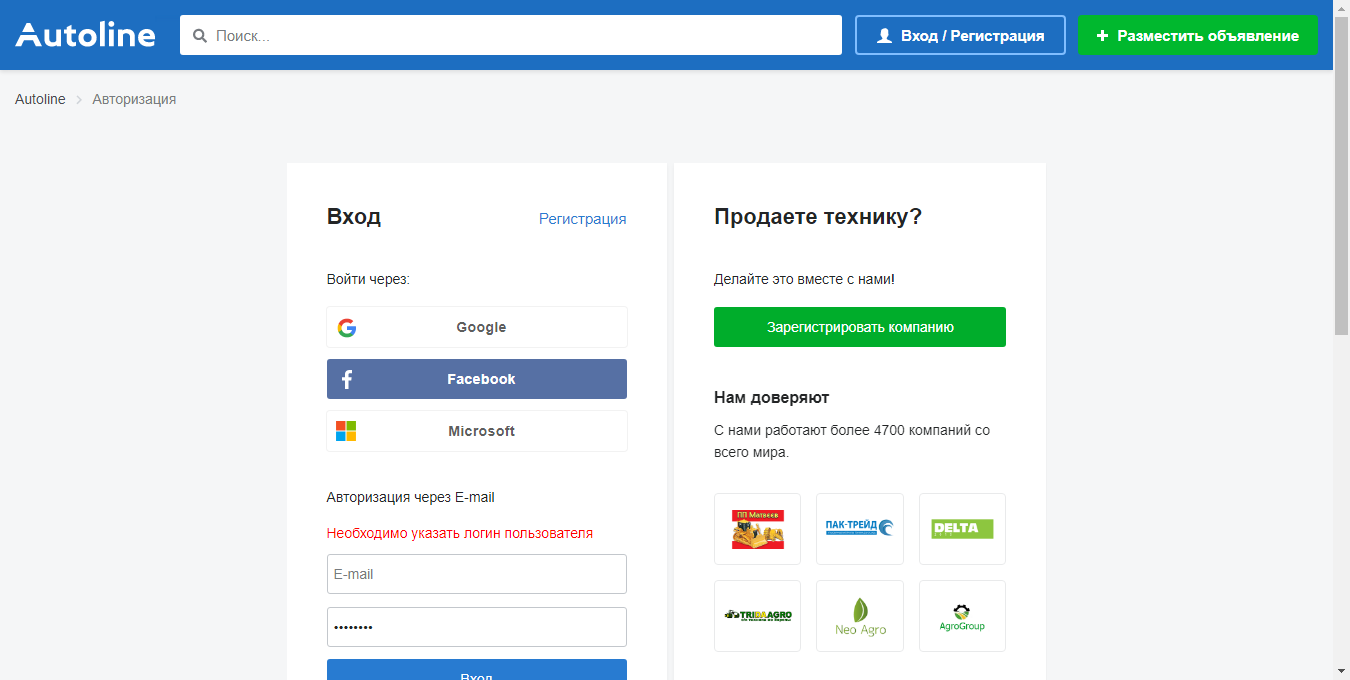 Autoline
Поиск...
Вход / Регистрация
Разместить объявление
Autoline
Авторизация
Вход
Регистрация
Войти через:
Google
Facebook
Microsoft
Авторизация через E-mail
Необходимо указать логин пользователя
E-mail
••••••••
Вход
Продаете технику?
Делайте это вместе с нами!
Зарегистрировать компанию
Нам доверяют
С нами работают более 4700 компаний со
всего мира.
ПП Матвеев
ПАК-ТРЕЙД
DELTA
TRIDAAGRO
Neo Agro
AgroGroup